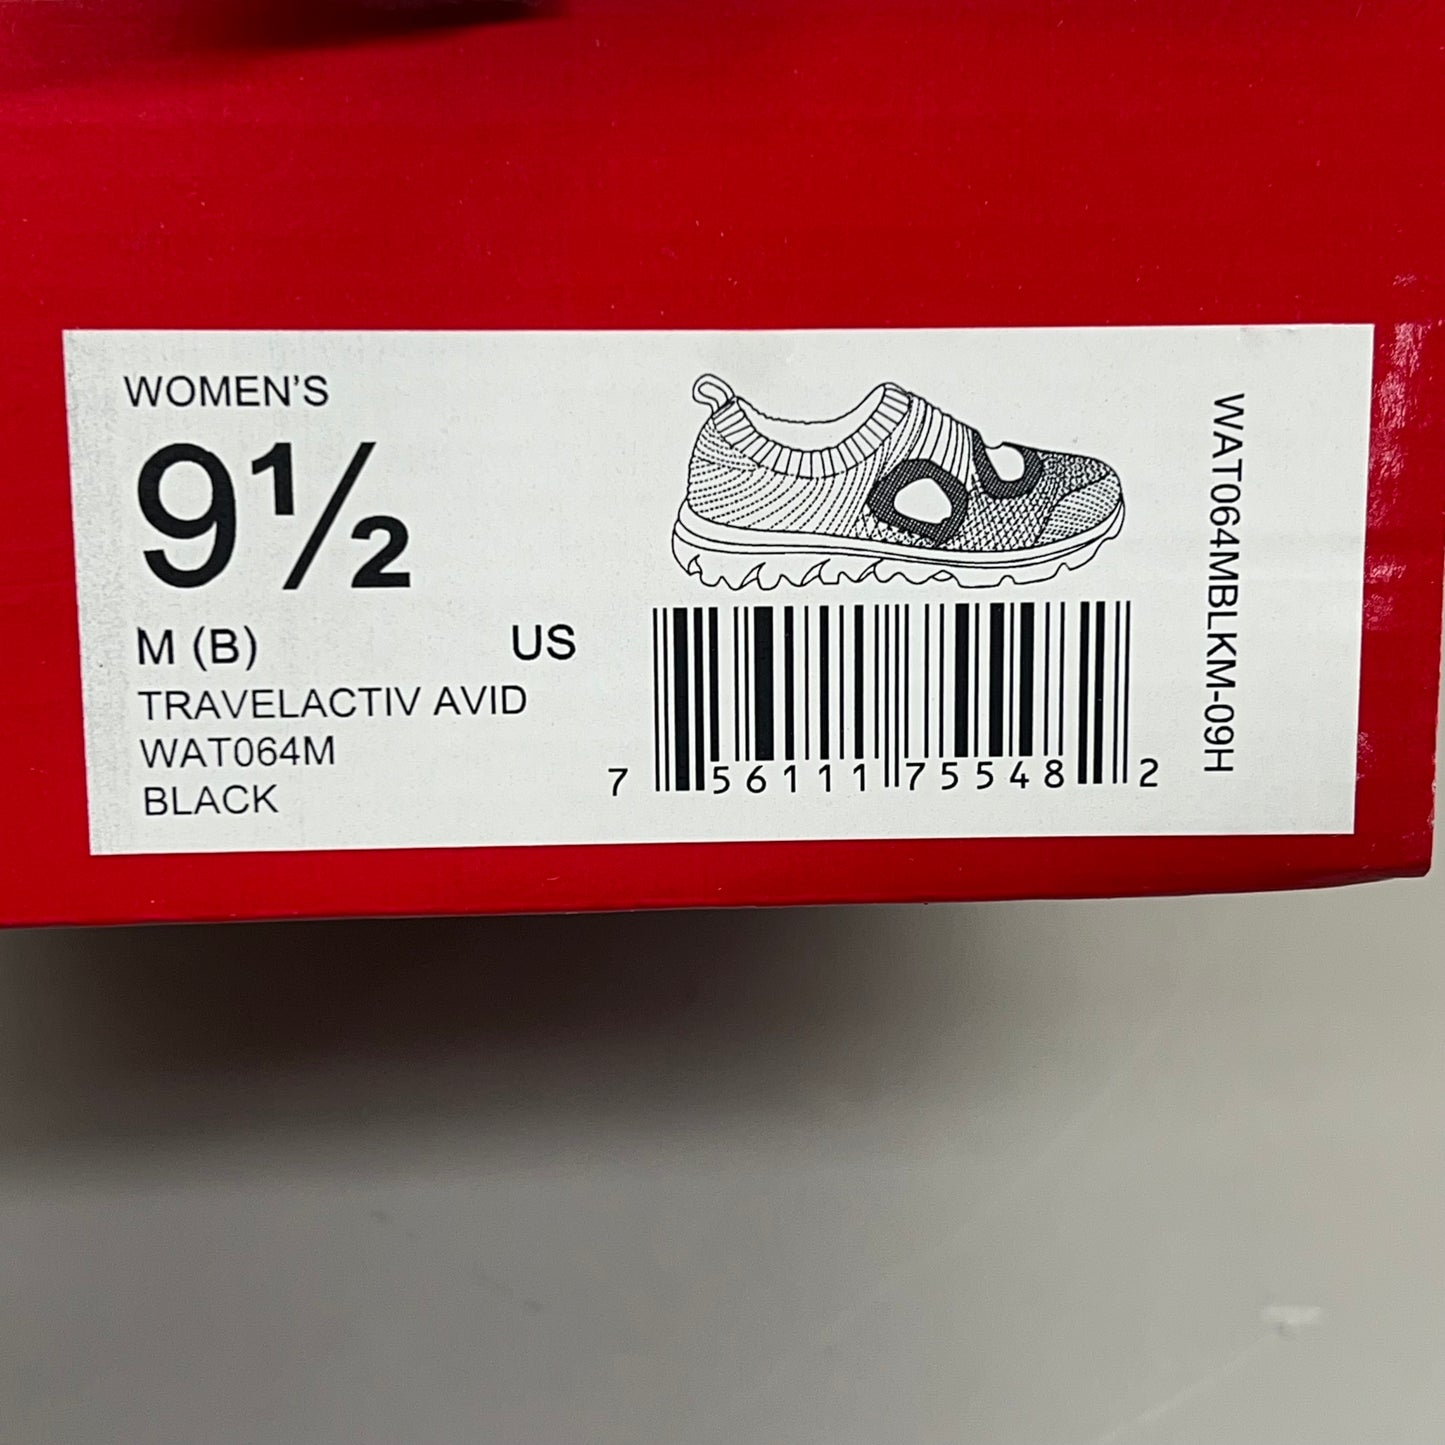 WOMEN'S
9½
M (B) US
TRAVELACTIV AVID
WAT064M
BLACK
7 56111 75548 2
WAT064MBLKM-09H